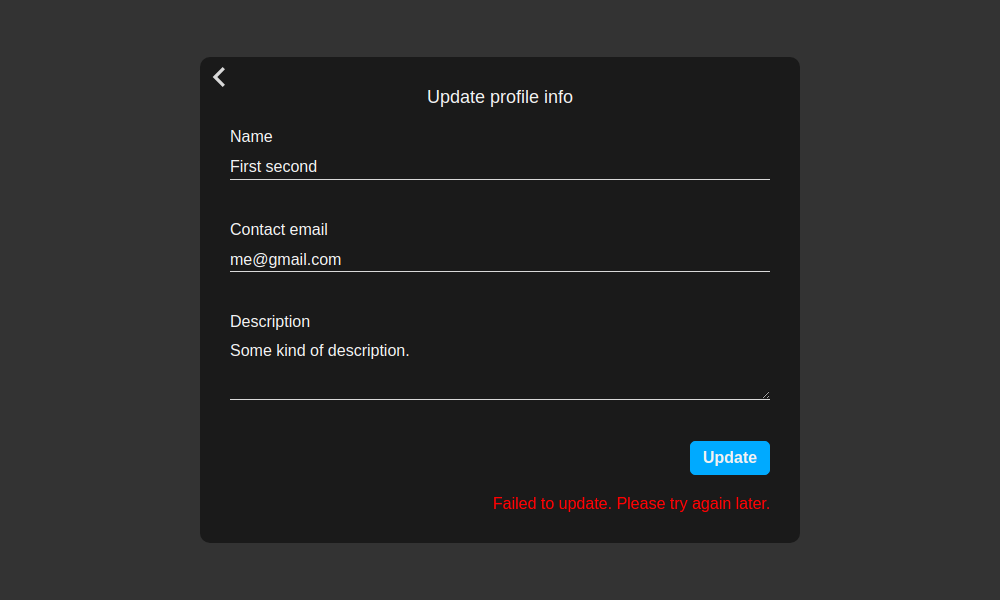 Update profile info
Name
First second
Contact email
me@gmail.com
Description
Some kind of description.
Update
Failed to update. Please try again later.